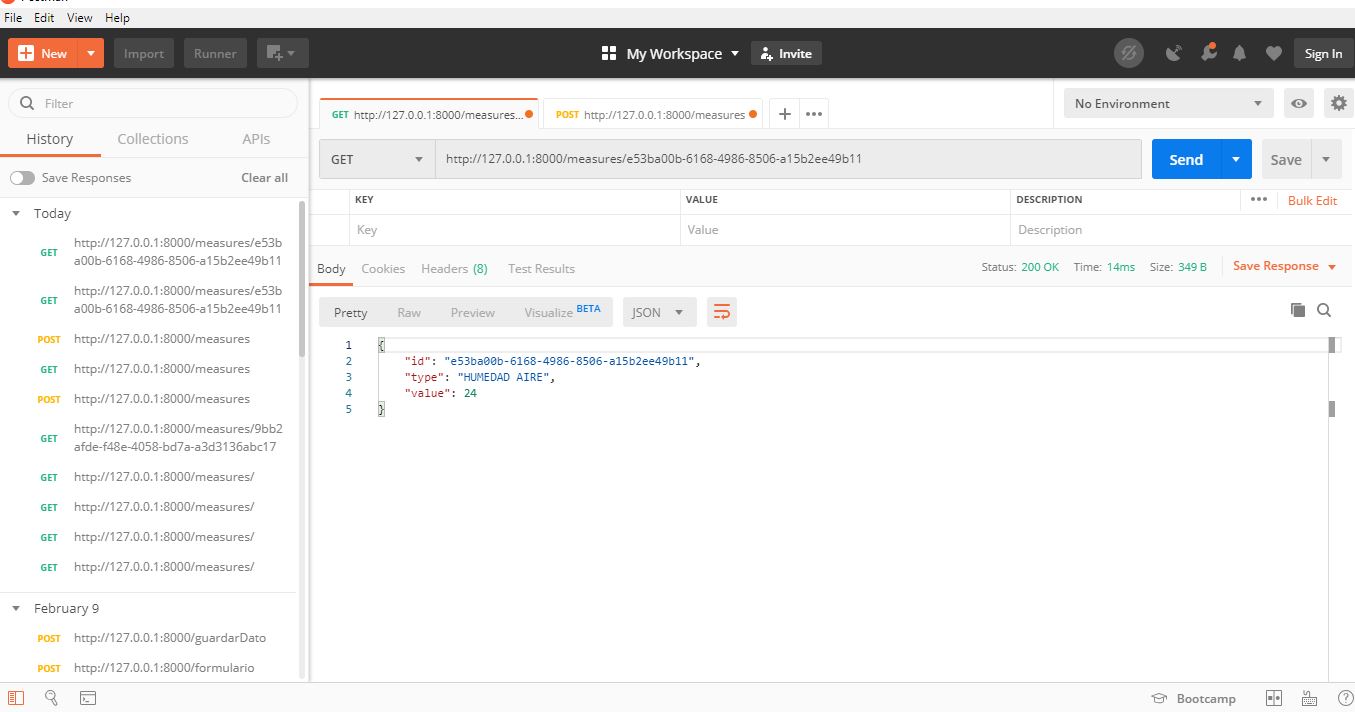 File Edit View Help
New Import Runner My Workspace Invite Sign In
Filter
History Collections APIs
Save Responses Clear all
Today
GET http://127.0.0.1:8000/measures/e53b
a00b-6168-4986-8506-a15b2ee49b11
GET http://127.0.0.1:8000/measures/e53b
a00b-6168-4986-8506-a15b2ee49b11
POST http://127.0.0.1:8000/measures
GET http://127.0.0.1:8000/measures
POST http://127.0.0.1:8000/measures
GET http://127.0.0.1:8000/measures/9bb2
afde-f48e-4058-bd7a-a3d3136abc17
GET http://127.0.0.1:8000/measures/
GET http://127.0.0.1:8000/measures/
GET http://127.0.0.1:8000/measures/
GET http://127.0.0.1:8000/measures/
February 9
POST http://127.0.0.1:8000/guardarDato
POST http://127.0.0.1:8000/formulario
GET http://127.0.0.1:8000/measures... POST http://127.0.0.1:8000/measures No Environment
GET http://127.0.0.1:8000/measures/e53ba00b-6168-4986-8506-a15b2ee49b11 Send Save
KEY VALUE DESCRIPTION Bulk Edit
Key Value Description
Body Cookies Headers (8) Test Results Status: 200 OK Time: 14ms Size: 349 B Save Response
Pretty Raw Preview Visualize BETA JSON
1 {
2 "id": "e53ba00b-6168-4986-8506-a15b2ee49b11",
3 "type": "HUMEDAD AIRE",
4 "value": 24
5 }
Bootcamp